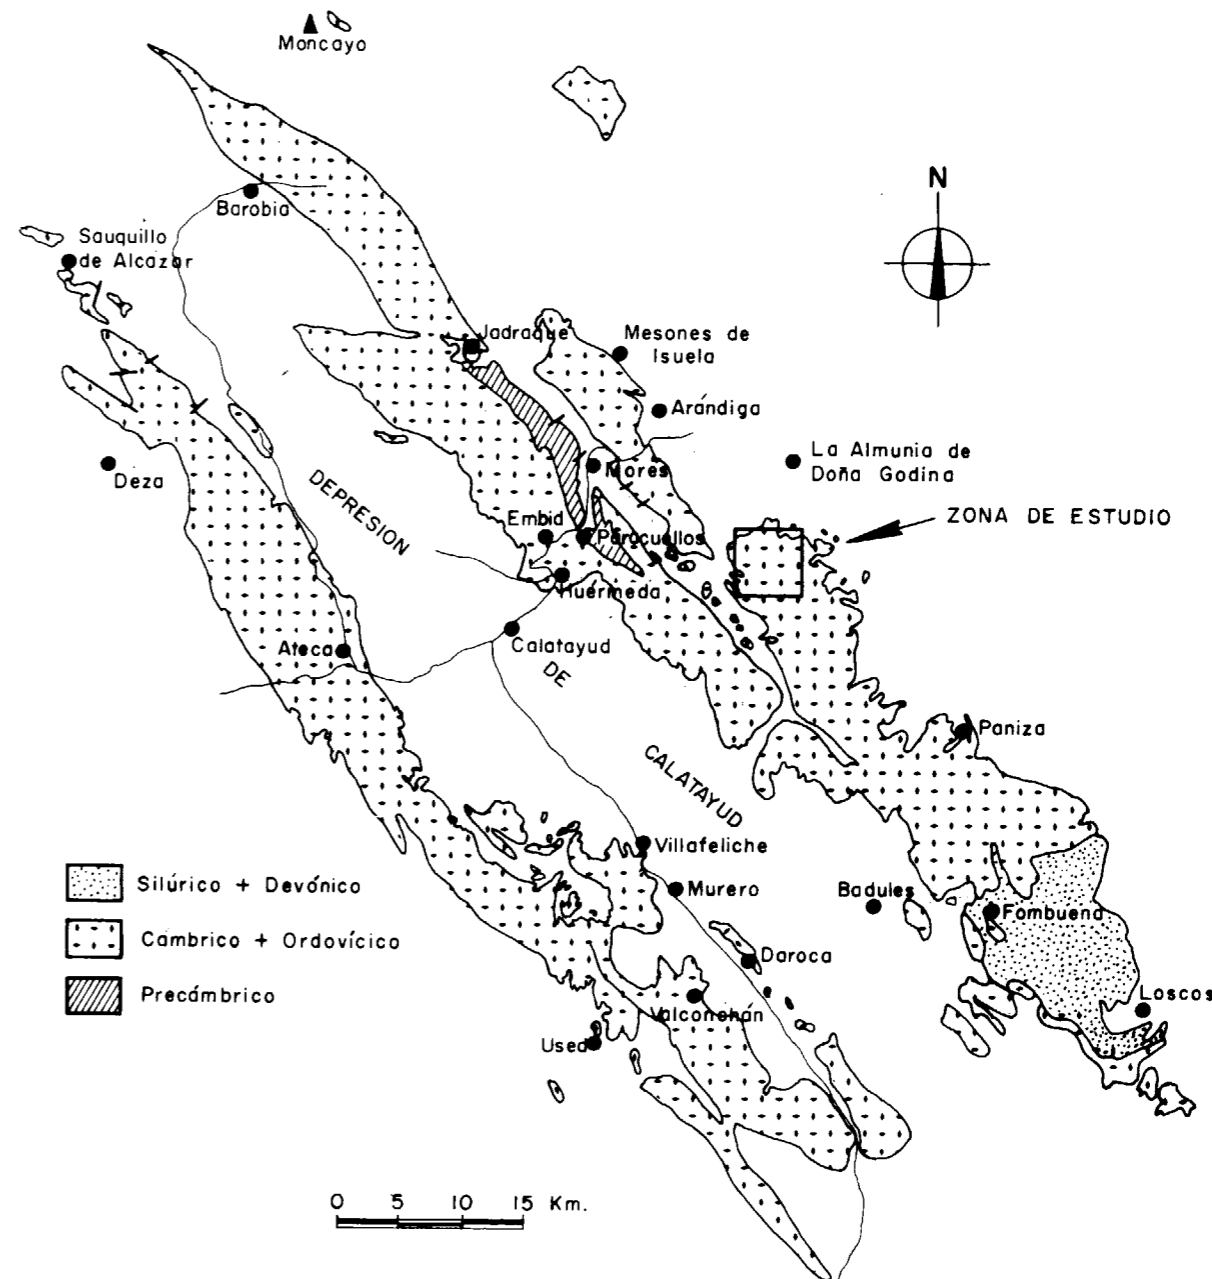 Moncayo
N
Barobia
Sauquillo
de Alcazar
Jadraque
Mesones de
Isuela
Arándiga
La Almunia de
Doña Godina
Deza
Mores
DEPRESION
Embid
Paracuellos
ZONA DE ESTUDIO
Huermeda
Calatayud
Ateca
DE
Paniza
CALATAYUD
Villafeliche
Silúrico + Devónico
Murero
Badules
Fombuena
Cambrico + Ordovícico
Daroca
Precámbrico
Valconchán
Loscos
Used
0 5 10 15 Km.